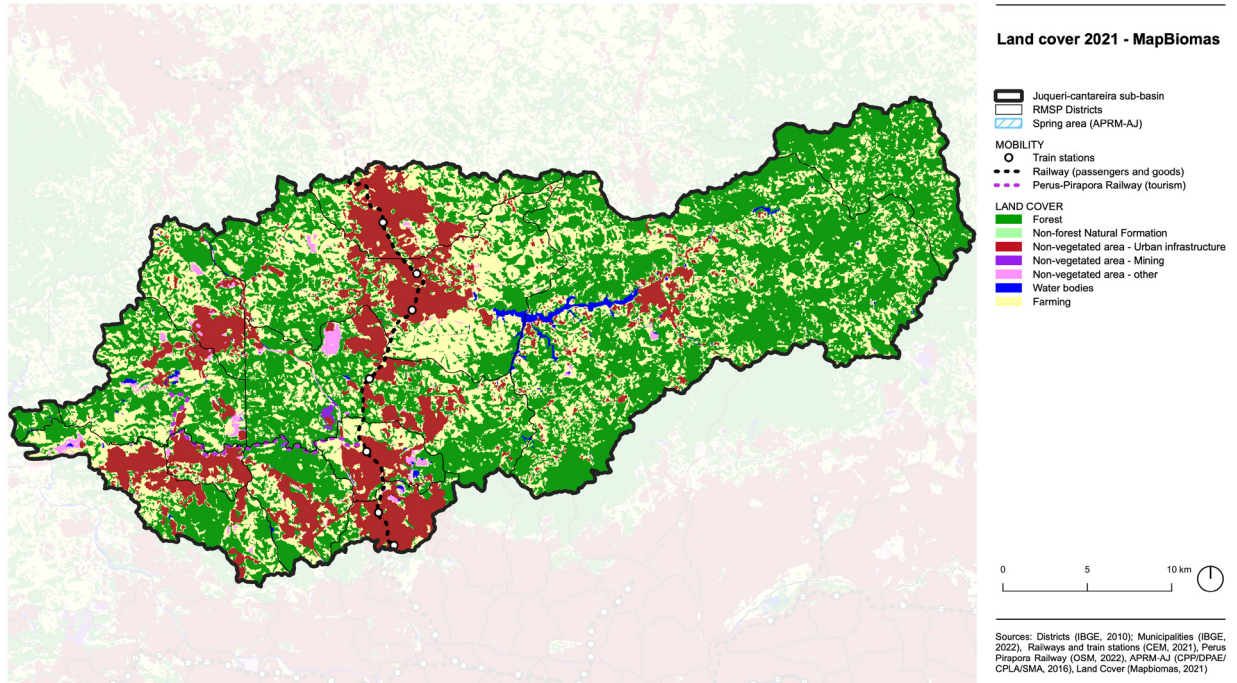 Land cover 2021 - MapBiomas
Juqueri-cantareira sub-basin
RMSP Districts
Spring area (APRM-AJ)
MOBILITY
Train stations
Railway (passengers and goods)
Perus-Pirapora Railway (tourism)
LAND COVER
Forest
Non-forest Natural Formation
Non-vegetated area - Urban infrastructure
Non-vegetated area - Mining
Non-vegetated area - other
Water bodies
Farming
0 5 10 km
Sources: Districts (IBGE, 2010); Municipalities (IBGE,
2022), Railways and train stations (CEM, 2021), Perus
Pirapora Railway (OSM, 2022), APRM-AJ (CPP/DPAE/
CPLA/SMA, 2016), Land Cover (Mapbiomas, 2021)